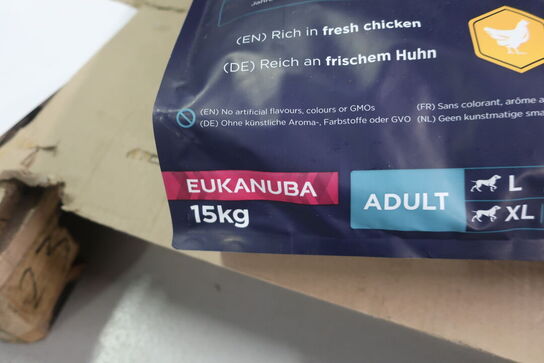 (EN) Rich in fresh chicken
(DE) Reich an frischem Huhn
(EN) No artificial flavours, colours or GMOs
(DE) Ohne künstliche Aroma-, Farbstoffe oder GVO
(FR) Sans colorant, arôme a
(NL) Geen kunstmatige sma
EUKANUBA
15kg
ADULT
L
XL